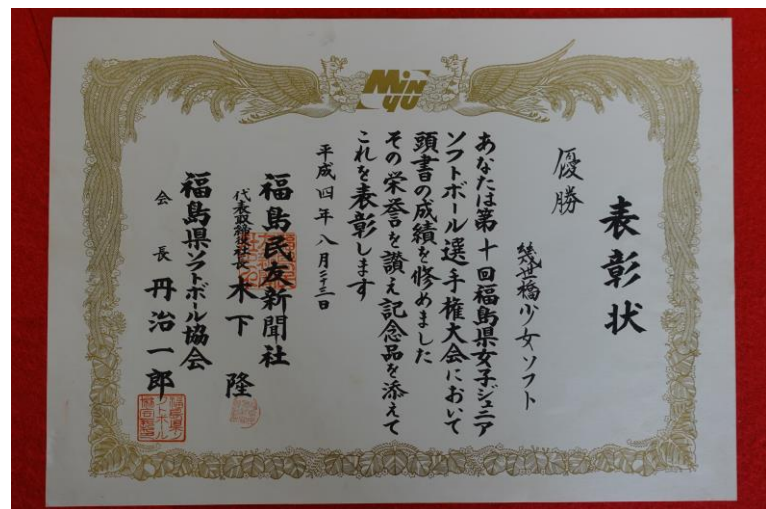 MiN
yu
表彰状
優勝
幾世橋少女ソフト
あなたは第十回福島県女子ジュニア
ソフトボール選手権大会において
頭書の成績を修めました
その栄誉を讃え記念品を添えて
これを表彰します
平成四年八月二十三日
福島民友新聞社
代表取締役社長 木下 隆
福島県ソフトボール協会
会長 丹治一郎